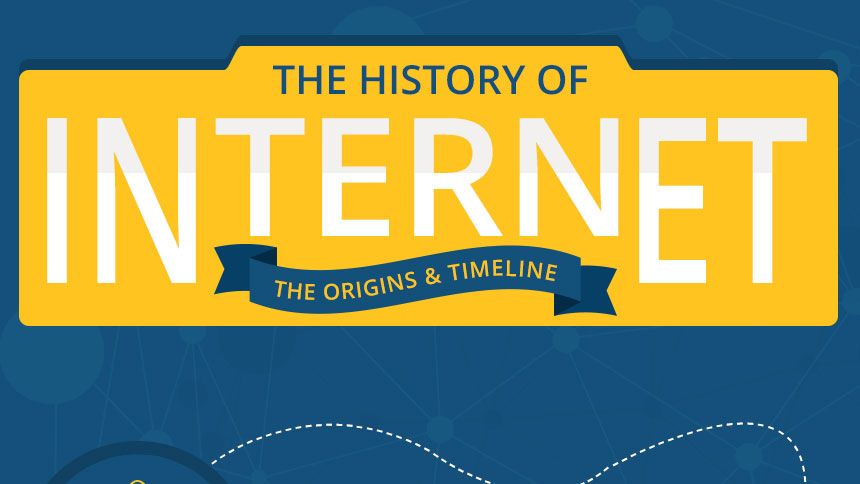 THE HISTORY OF
INTERNET
THE ORIGINS & TIMELINE